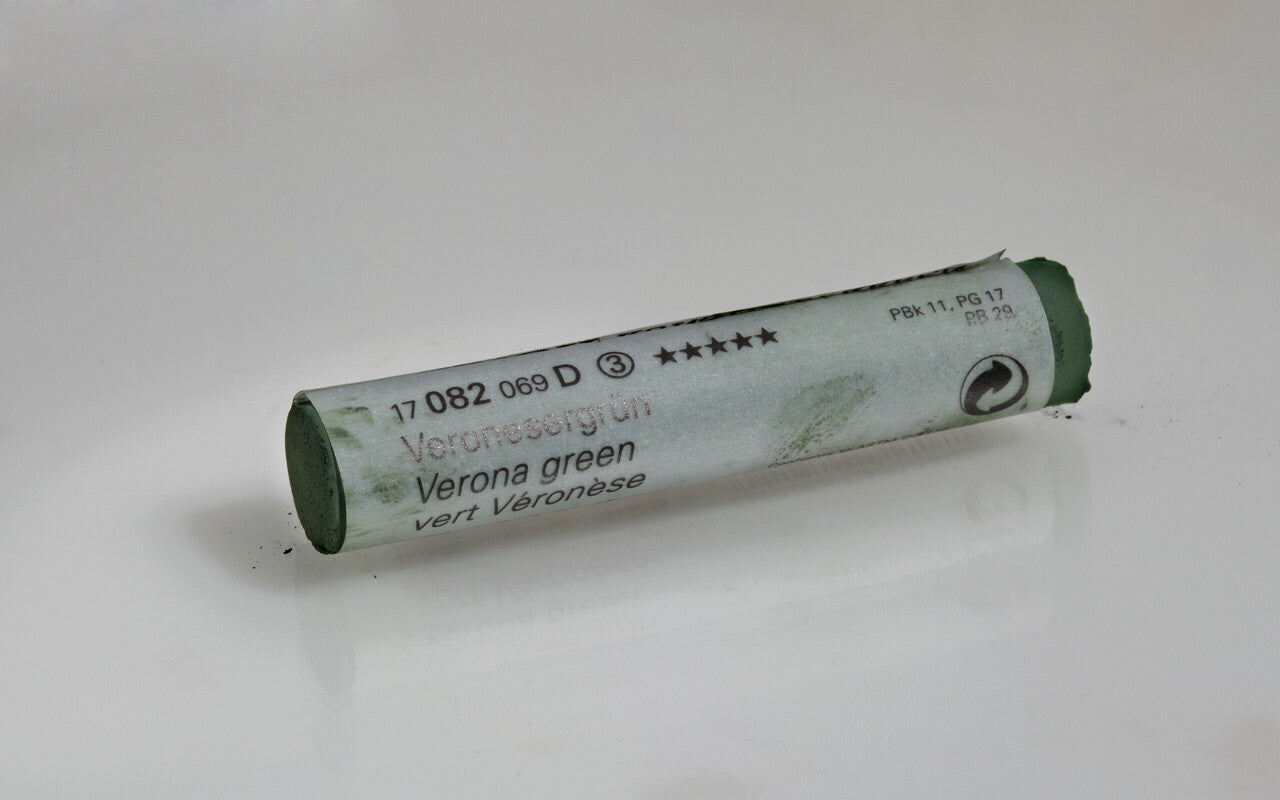 17 082 069 D 3 ★★★★★
Veronesergrün
Verona green
vert Véronèse
PBk 11, PG 17
PB 29